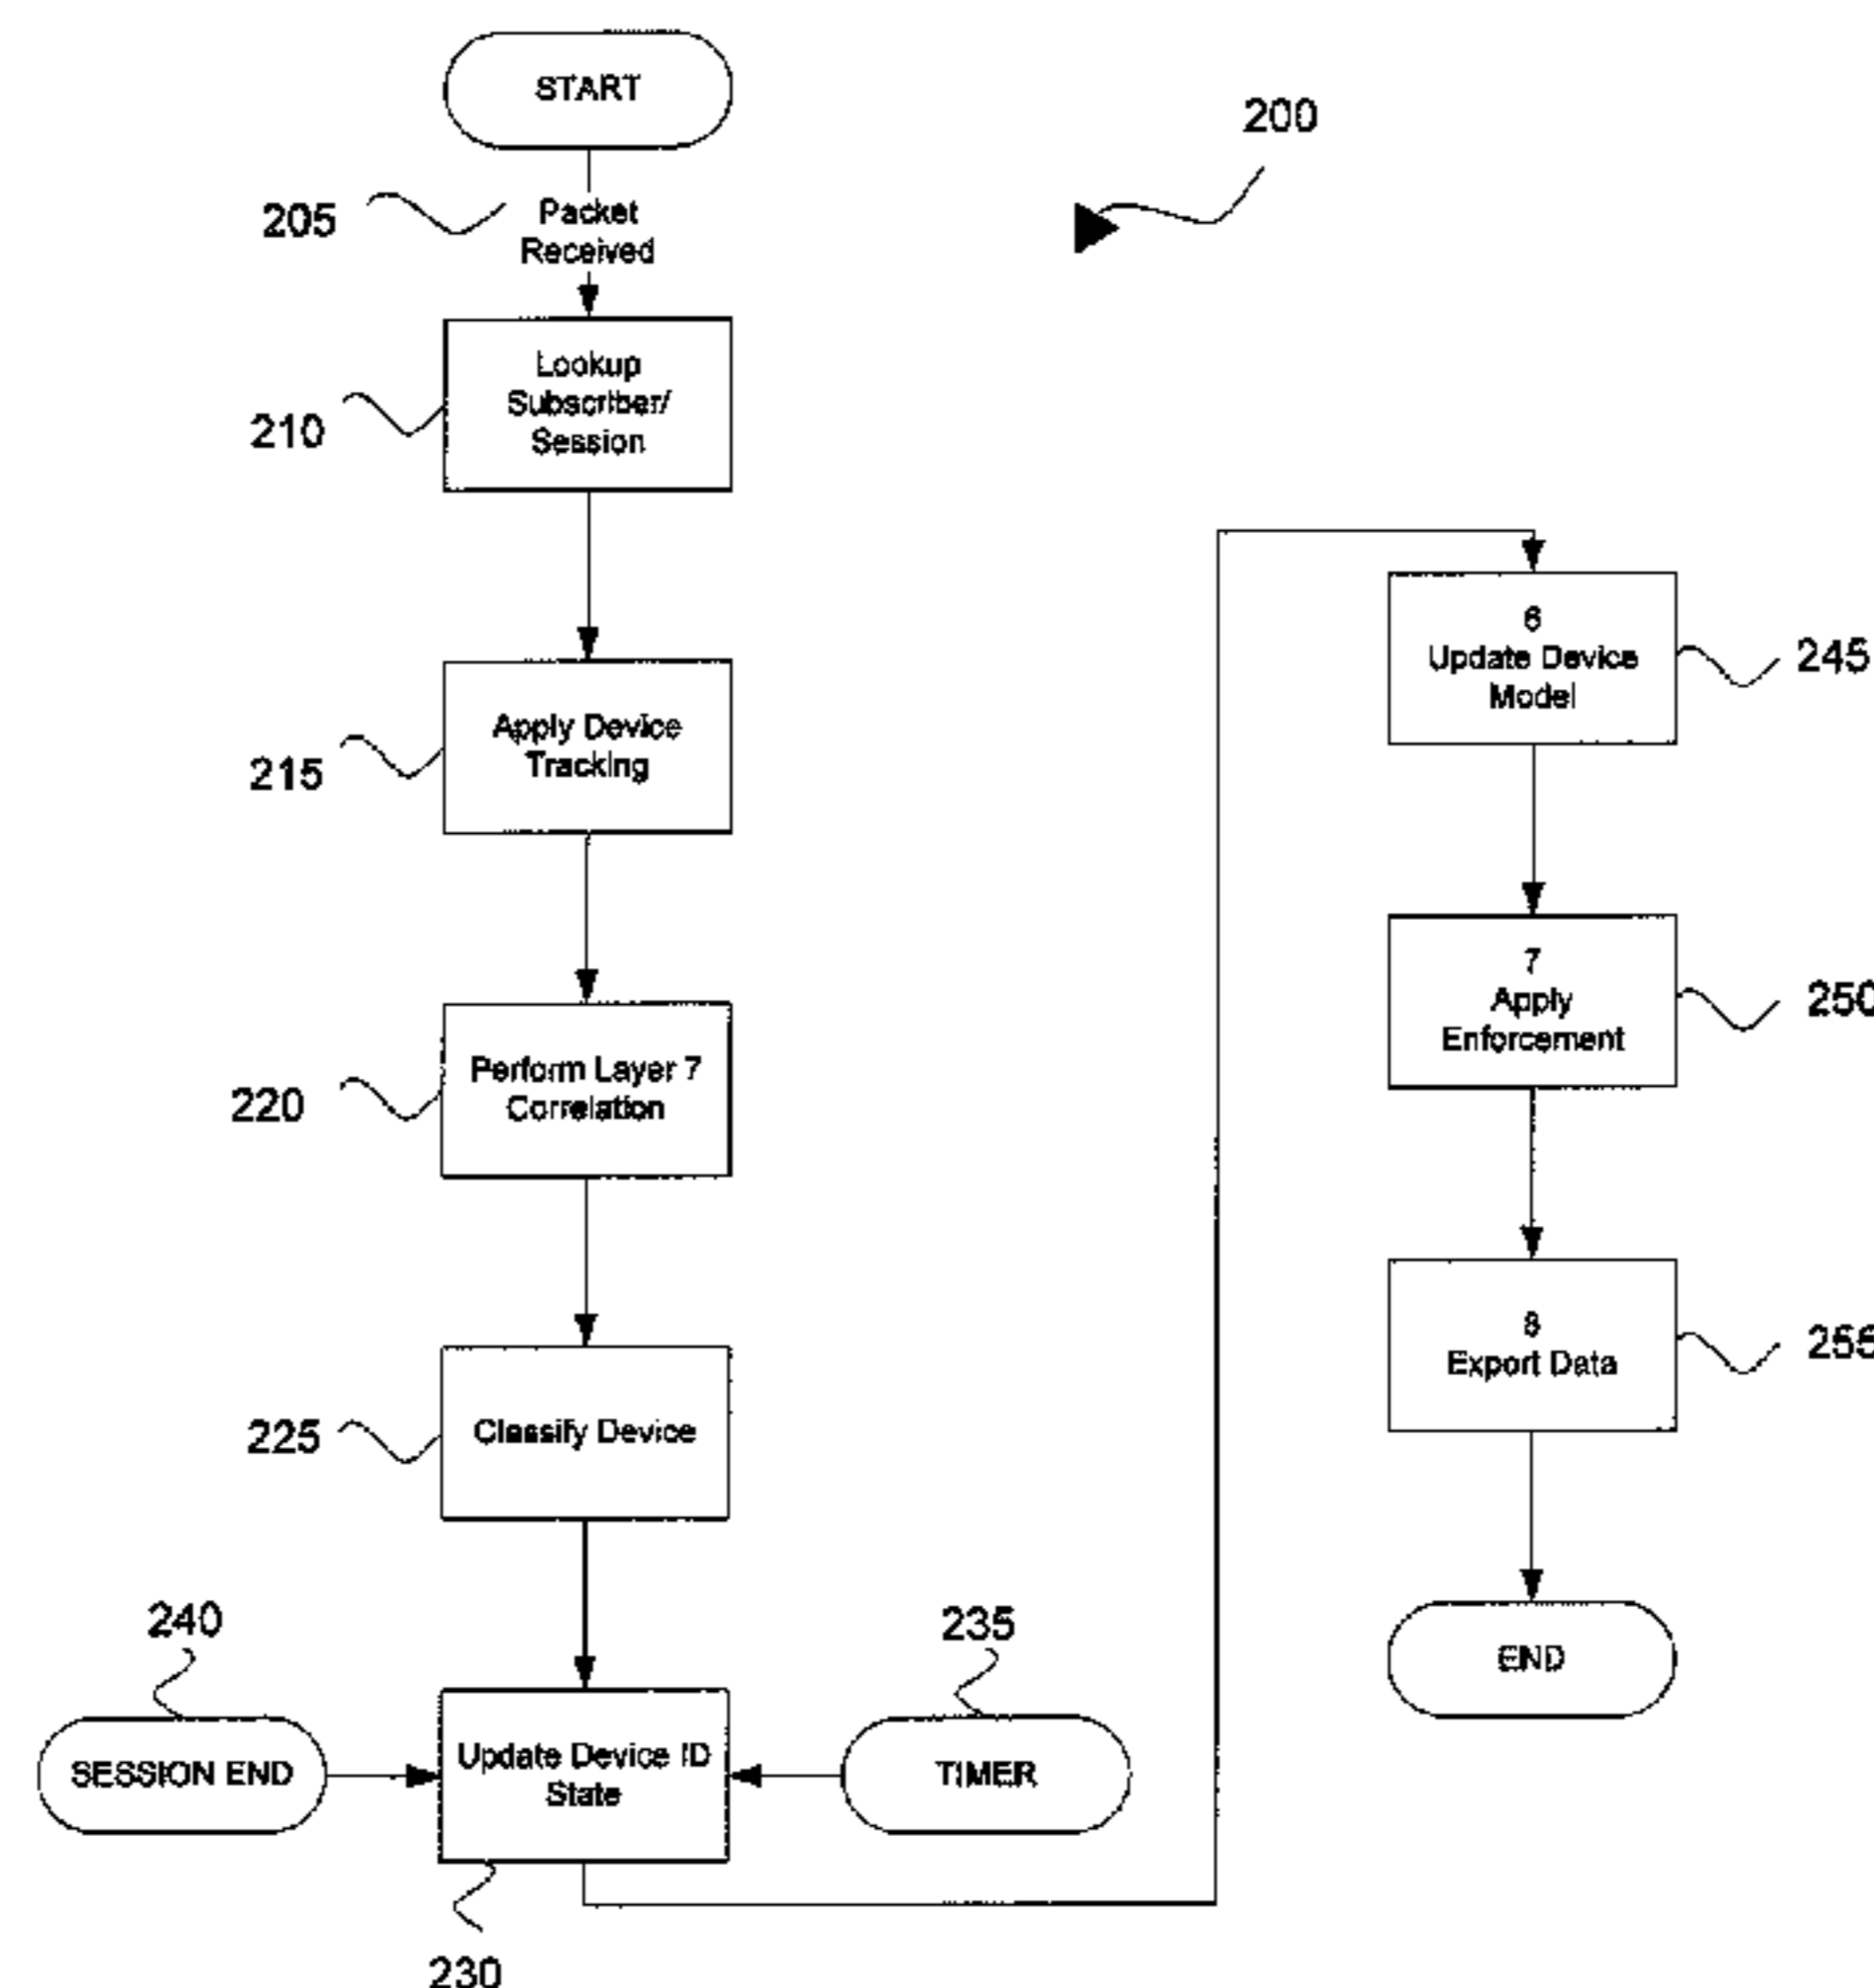 START
200
205
Packet
Received
Lookup
Subscriber/
Session
210
Apply Device
Tracking
215
Perform Layer 7
Correlation
220
Classify Device
225
240
235
SESSION END
Update Device ID
State
TIMER
230
6
Update Device
Model
245
7
Apply
Enforcement
250
8
Export Data
255
END